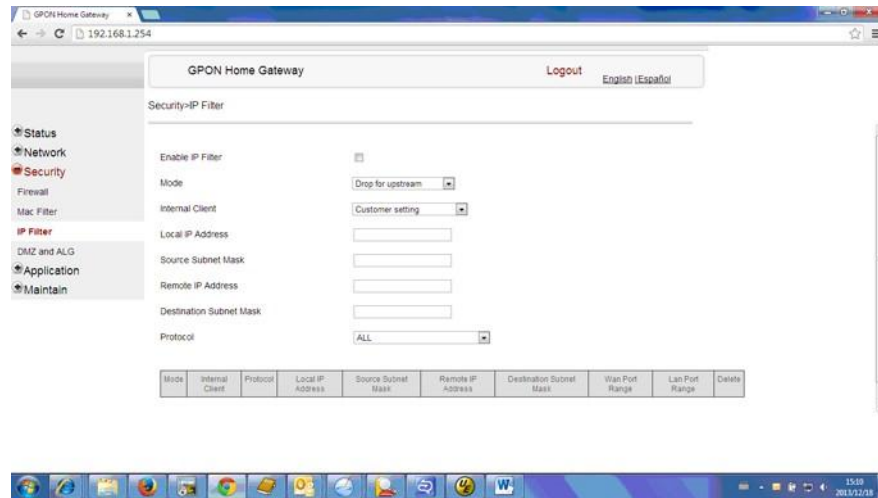 GPON Home Gateway
192.168.1.254
GPON Home Gateway
Logout
English | Español
Security>IP Filter
Status
Network
Security
Firewall
Mac Filter
IP Filter
DMZ and ALG
Application
Maintain
Enable IP Filter
Mode
Drop for upstream
Internal Client
Customer setting
Local IP Address
Source Subnet Mask
Remote IP Address
Destination Subnet Mask
Protocol
ALL
Mode Internal Client Protocol Local IP Address Source Subnet Mask Remote IP Address Destination Subnet Mask Wan Port Range Lan Port Range Delete
15:10
2013/12/18